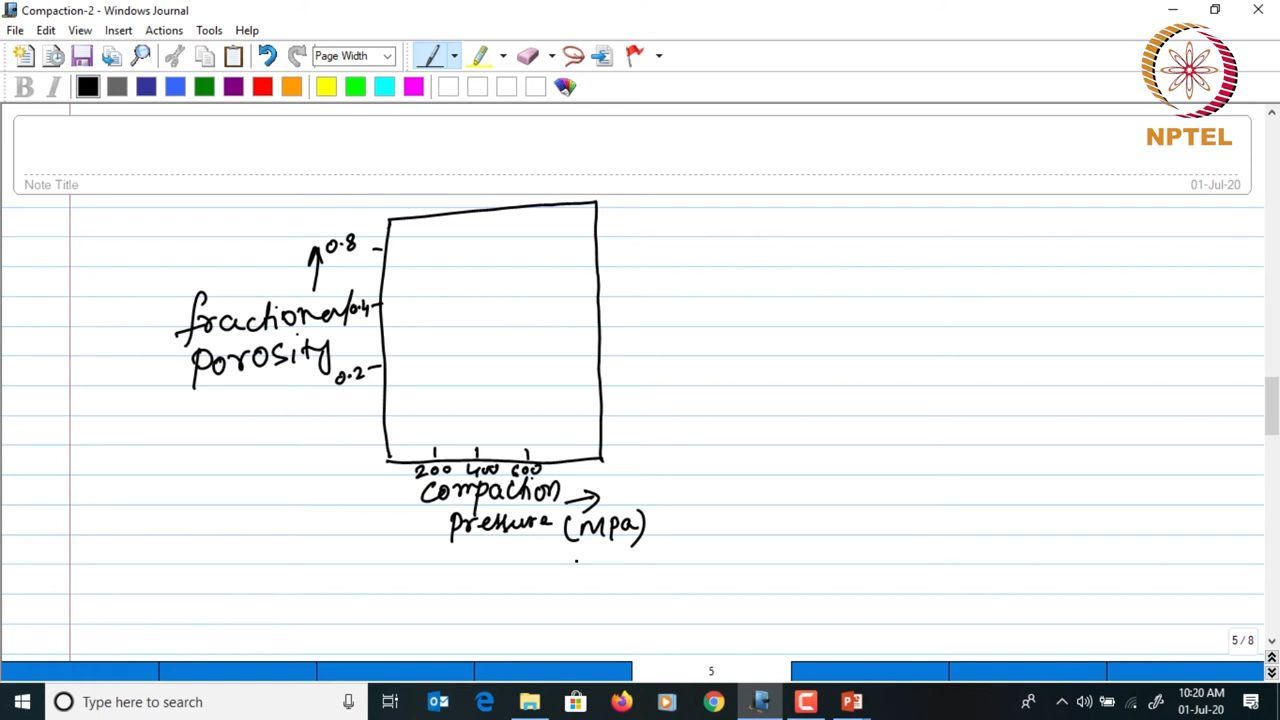 Compaction-2 - Windows Journal
File Edit View Insert Actions Tools Help
Page Width
B I
NPTEL
Note Title
01-Jul-20
0.8
fractional
0.4
porosity
0.2
200 400 600
Compaction
Pressure (MPa)
5 / 8
5
Type here to search
10:20 AM
01-Jul-20